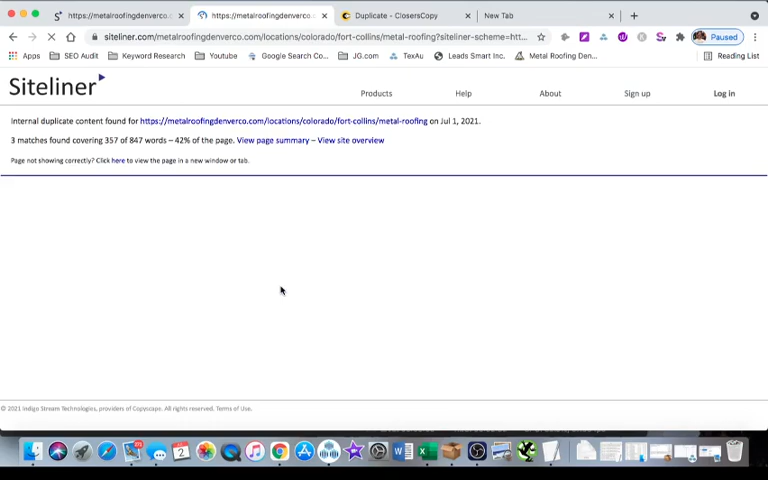 https://metalroofingdenverco.c
https://metalroofingdenverco.
Duplicate - ClosersCopy
New Tab
siteliner.com/metalroofingdenverco.com/locations/colorado/fort-collins/metal-roofing?siteliner-scheme=htt...
Paused
Apps
SEO Audit
Keyword Research
Youtube
Google Search Co...
JG.com
TexAu
Leads Smart Inc.
Metal Roofing Den...
Reading List
Siteliner
Products
Help
About
Sign up
Log in
Internal duplicate content found for https://metalroofingdenverco.com/locations/colorado/fort-collins/metal-roofing on Jul 1, 2021.
3 matches found covering 357 of 847 words – 42% of the page. View page summary – View site overview
Page not showing correctly? Click here to view the page in a new window or tab.
© 2021 Indigo Stream Technologies, providers of Copyscape. All rights reserved. Terms of Use.
2